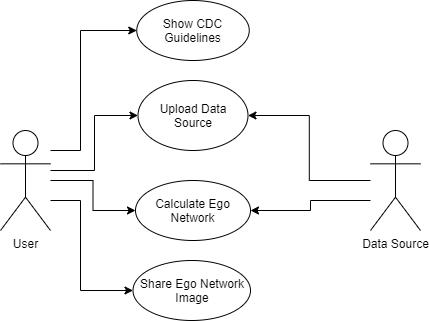 Show CDC
Guidelines
Upload Data
Source
Calculate Ego
Network
User
Data Source
Share Ego Network
Image